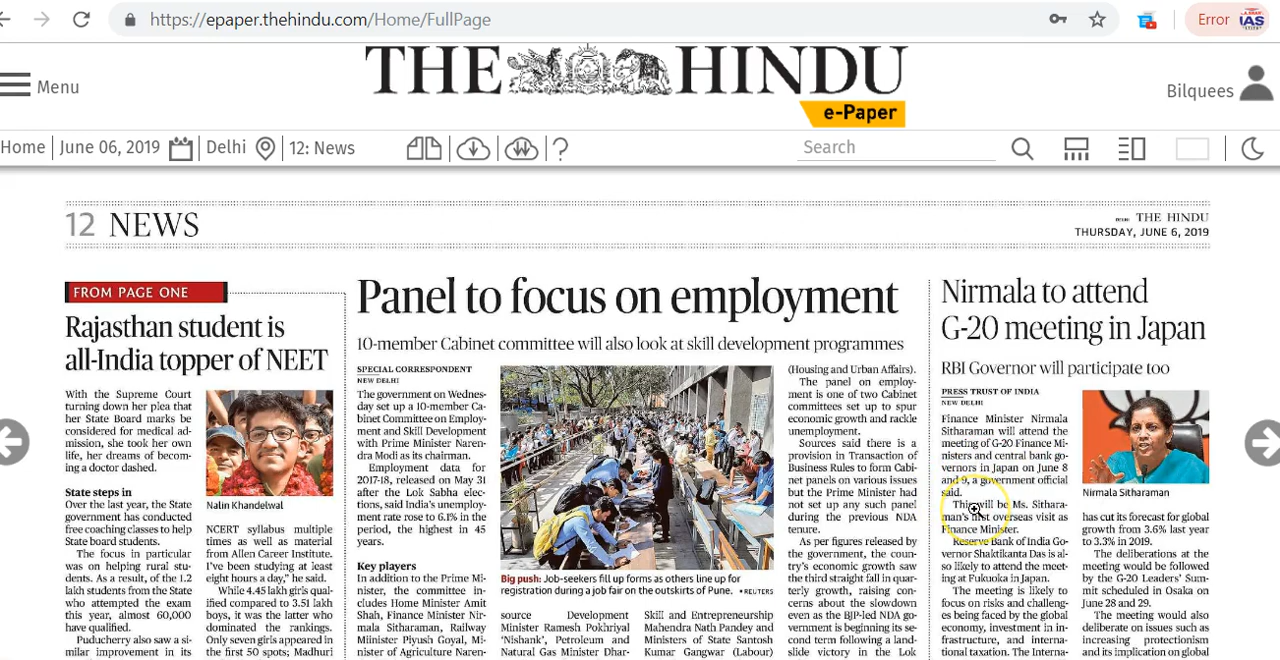 https://epaper.thehindu.com/Home/FullPage
Error
IAS
Menu
THE HINDU
e-Paper
Bilquees
Home
June 06, 2019
Delhi
12: News
?
Search
12 NEWS
THE HINDU
THURSDAY, JUNE 6, 2019
FROM PAGE ONE
Rajasthan student is
all-India topper of NEET
With the Supreme Court
turning down her plea that
her State Board marks be
considered for medical ad-
mission, she took her own
life, her dreams of becom-
ing a doctor dashed.
State steps in
Over the last year, the State
government has conducted
free coaching classes to help
State board students.
The focus in particular
was on helping rural stu-
dents. As a result, of the 1.2
lakh students from the State
who attempted the exam
this year, almost 60,000
have qualified.
Puducherry also saw a si-
milar improvement in its
Nalin Khandelwal
NCERT syllabus multiple
times as well as material
from Allen Career Institute.
I've been studying at least
eight hours a day," he said.
While 4.45 lakh girls qual-
ified compared to 3.51 lakh
boys, it was the latter who
dominated the rankings.
Only seven girls appeared in
the first 50 spots; Madhuri
Panel to focus on employment
10-member Cabinet committee will also look at skill development programmes
SPECIAL CORRESPONDENT
NEW DELHI
The government on Wednes-
day set up a 10-member Ca-
binet Committee on Employ-
ment and Skill Development
with Prime Minister Naren-
dra Modi as its chairman.
Employment data for
2017-18, released on May 31
after the Lok Sabha elec-
tions, said India's unemploy-
ment rate rose to 6.1% in the
period, the highest in 45
years.
Key players
In addition to the Prime Mi-
nister, the committee in-
cludes Home Minister Amit
Shah, Finance Minister Nir-
mala Sitharaman, Railway
Miinister Piyush Goyal, Mi-
nister of Agriculture Naren-
Big push: Job-seekers fill up forms as others line up for
registration during a job fair on the outskirts of Pune. • REUTERS
source Development
Minister Ramesh Pokhriyal
'Nishank', Petroleum and
Natural Gas Minister Dhar-
Skill and Entrepreneurship
Mahendra Nath Pandey and
Ministers of State Santosh
Kumar Gangwar (Labour)
(Housing and Urban Affairs).
The panel on employ-
ment is one of two Cabinet
committees set up to spur
economic growth and rackle
unemployment.
Sources said there is a
provision in Transaction of
Business Rules to form Cabi-
net panels on various issues
but the Prime Minister had
not set up any such panel
during the previous NDA
tenure.
As per figures released by
the government, the coun-
try's economic growth saw
the third straight fall in quar-
terly growth, raising con-
cerns about the slowdown
even as the BJP-led NDA go-
vernment is beginning its se-
cond term following a land-
slide victory in the Lok
Nirmala to attend
G-20 meeting in Japan
RBI Governor will participate too
PRESS TRUST OF INDIA
NEW DELHI
Finance Minister Nirmala
Sitharaman will attend the
meeting of G-20 Finance Mi-
nisters and central bank go-
vernors in Japan on June 8
and 9, a government official
said.
This will be Ms. Sithara-
man's first overseas visit as
Finance Minister.
Reserve Bank of India Go-
vernor Shaktikanta Das is al-
so likely to attend the meet-
ing at Fukuoka in Japan.
The meeting is likely to
focus on risks and challeng-
es being faced by the global
economy, investment in in-
frastructure, and interna-
tional taxation. The Interna-
Nirmala Sitharaman
has cut its forecast for global
growth from 3.6% last year
to 3.3% in 2019.
The deliberations at the
meeting would be followed
by the G-20 Leaders' Sum-
mit scheduled in Osaka on
June 28 and 29.
The meeting would also
deliberate on issues such as
increasing protectionism
and its implication on global